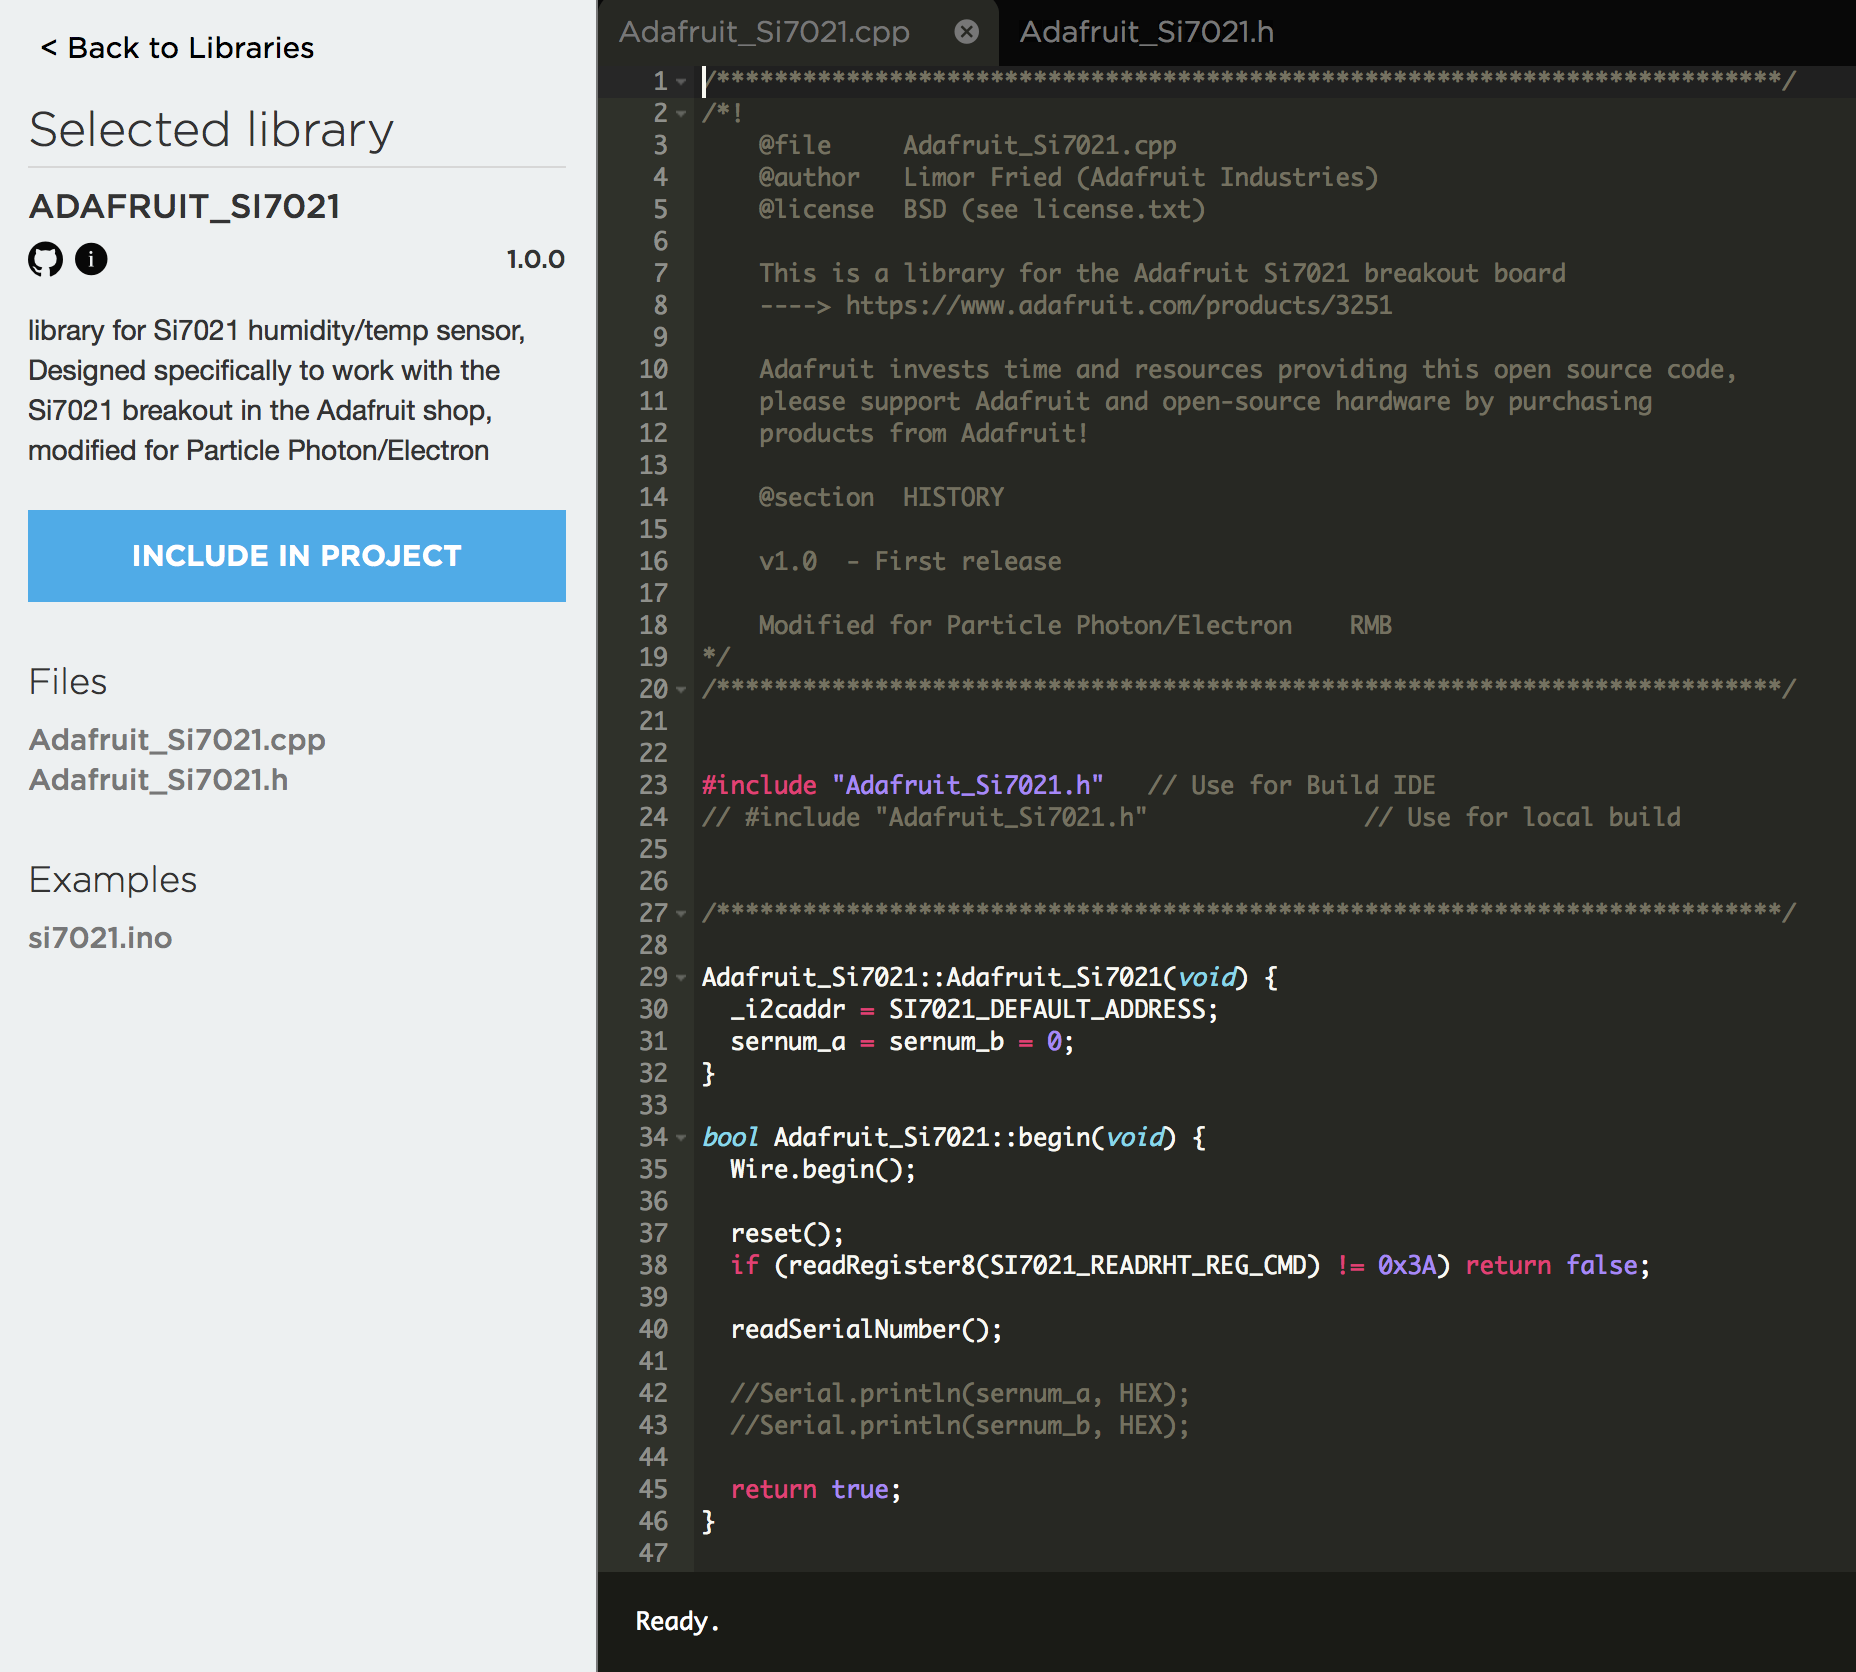 < Back to Libraries
Selected library
ADAFRUIT_SI7021
1.0.0
library for Si7021 humidity/temp sensor,
Designed specifically to work with the
Si7021 breakout in the Adafruit shop,
modified for Particle Photon/Electron
INCLUDE IN PROJECT
Files
Adafruit_Si7021.cpp
Adafruit_Si7021.h
Examples
si7021.ino
Adafruit_Si7021.cpp
Adafruit_Si7021.h
1 /**************************************************************************/
2 /*!
3     @file     Adafruit_Si7021.cpp
4     @author   Limor Fried (Adafruit Industries)
5     @license  BSD (see license.txt)
6
7     This is a library for the Adafruit Si7021 breakout board
8     ----> https://www.adafruit.com/products/3251
9
10     Adafruit invests time and resources providing this open source code,
11     please support Adafruit and open-source hardware by purchasing
12     products from Adafruit!
13
14     @section  HISTORY
15
16     v1.0  - First release
17
18     Modified for Particle Photon/Electron    RMB
19 */
20 /**************************************************************************/
21
22
23 #include "Adafruit_Si7021.h"   // Use for Build IDE
24 // #include "Adafruit_Si7021.h"               // Use for local build
25
26
27 /**************************************************************************/
28
29 Adafruit_Si7021::Adafruit_Si7021(void) {
30   _i2caddr = SI7021_DEFAULT_ADDRESS;
31   sernum_a = sernum_b = 0;
32 }
33
34 bool Adafruit_Si7021::begin(void) {
35   Wire.begin();
36
37   reset();
38   if (readRegister8(SI7021_READRHT_REG_CMD) != 0x3A) return false;
39
40   readSerialNumber();
41
42   //Serial.println(sernum_a, HEX);
43   //Serial.println(sernum_b, HEX);
44
45   return true;
46 }
47
Ready.